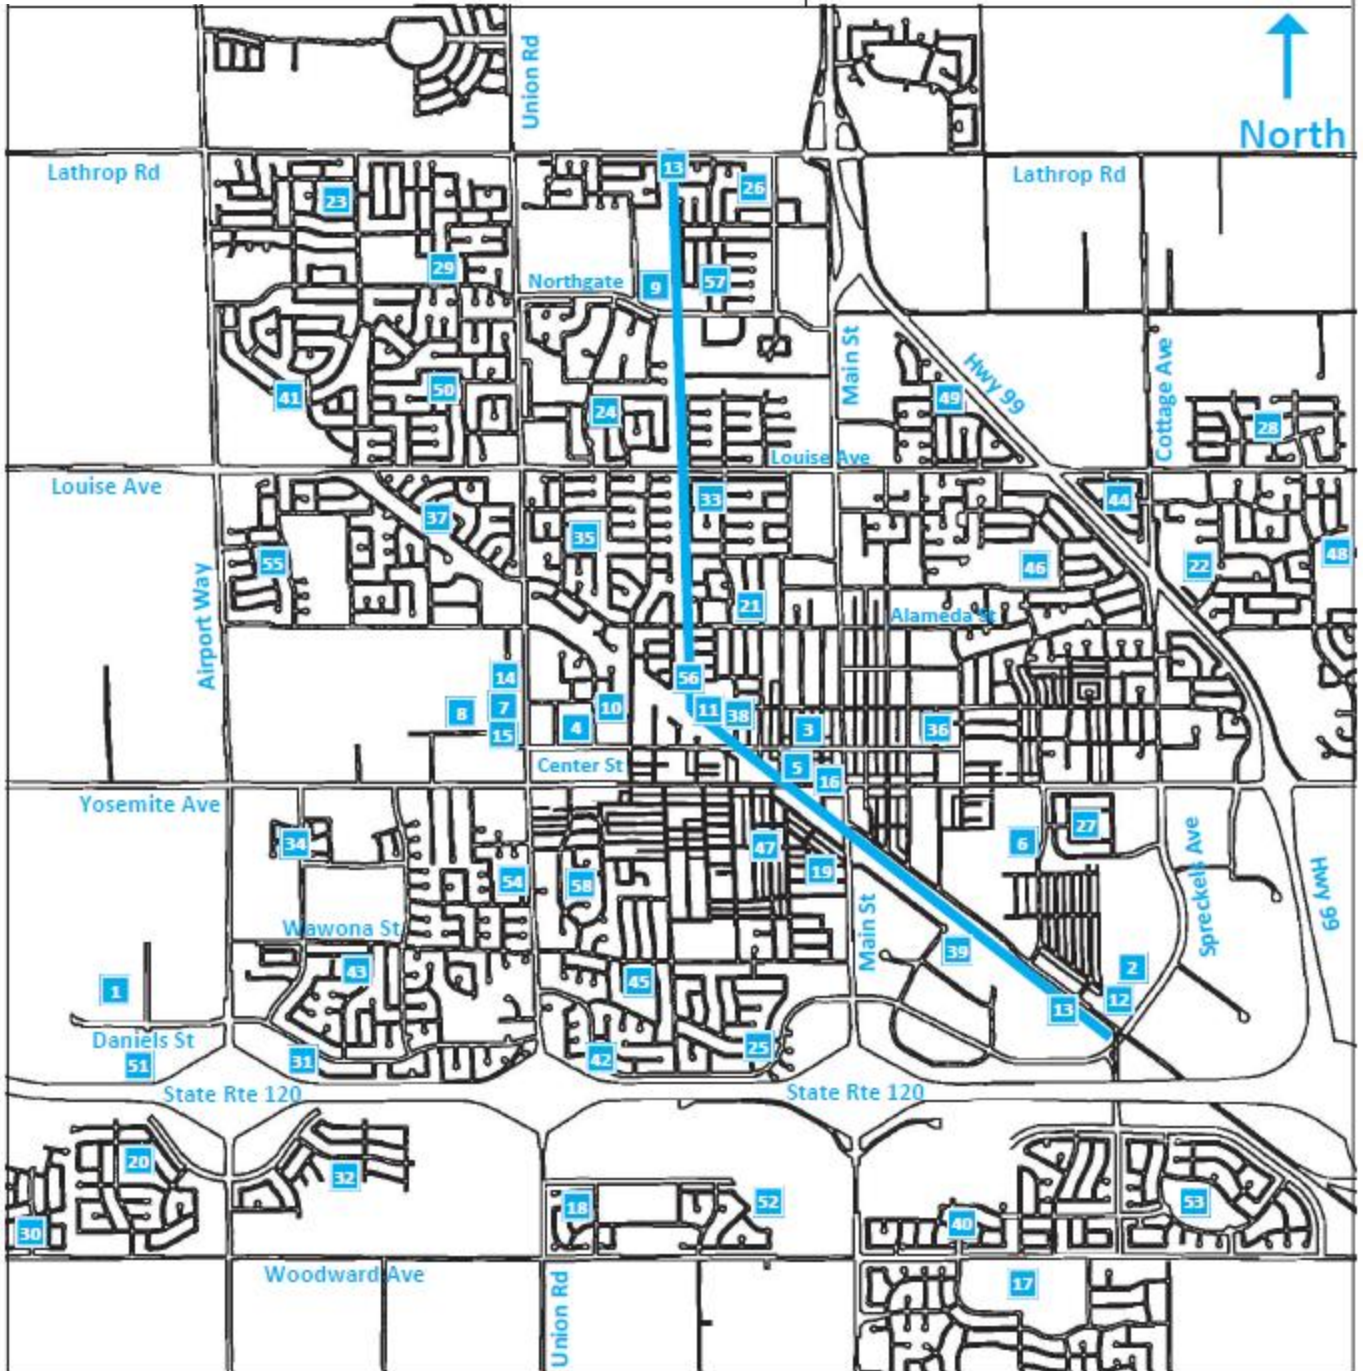 Union Rd
North
13
Lathrop Rd
Lathrop Rd
26
23
29
Northgate
9
57
Main St
Hwy 99
Cottage Ave
41
50
24
49
28
Louise Ave
Louise Ave
37
33
44
35
55
46
22
48
21
Alameda St
Airport Way
14
56
7
8
10
11
38
4
3
36
15
Center St
5
16
Yosemite Ave
34
47
6
27
Spreckels Ave
54
58
19
Hwy 99
Wawona St
Main St
39
43
45
2
1
12
13
Daniels St
51
31
42
25
State Rte 120
State Rte 120
20
32
18
52
53
30
40
Woodward Ave
17
Union Rd